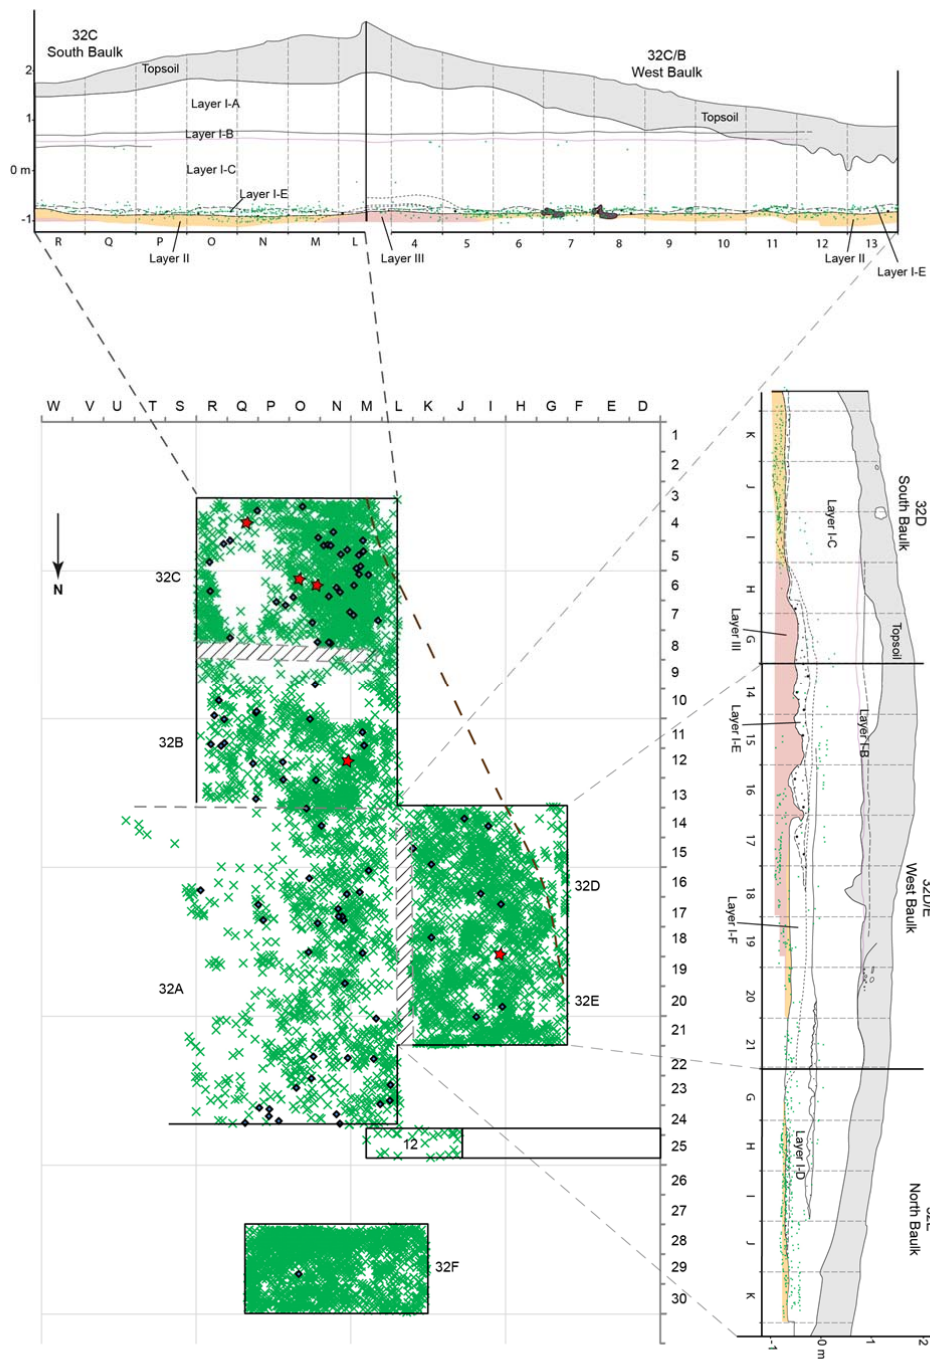 32C
South Baulk
32C/B
West Baulk
2
Topsoil
Layer I-A
1
Topsoil
Layer I-B
0 m
Layer I-C
Layer I-E
-1
R Q P O N M L 4 5 6 7 8 9 10 11 12 13
Layer II
Layer III
Layer II
Layer I-E
W V U T S R Q P O N M L K J I H G F E D
1
2
3
4
5
6
7
8
9
10
11
12
13
14
15
16
17
18
19
20
21
22
23
24
25
26
27
28
29
30
N
32C
32B
32A
32D
32E
12
32F
32D
South Baulk
K
J
I
H
G
14
15
16
17
18
19
20
21
G
H
I
J
K
Layer I-C
Layer III
Topsoil
Layer I-E
Layer I-B
32D/E
West Baulk
Layer I-F
Layer I-D
North Baulk
-1
0 m
1
2